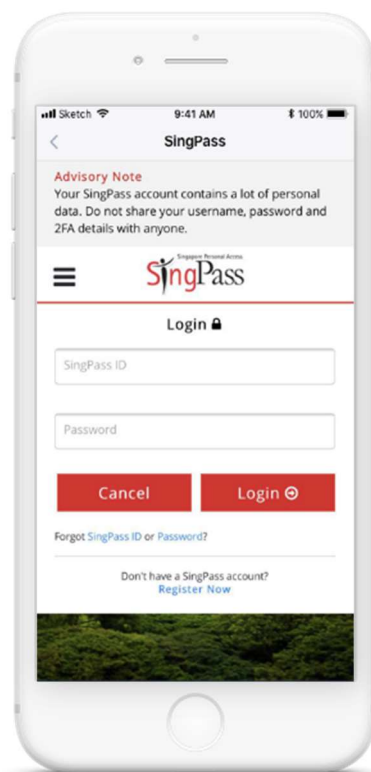 Sketch 9:41 AM 100%
SingPass
Advisory Note
Your SingPass account contains a lot of personal
data. Do not share your username, password and
2FA details with anyone.
Singapore Personal Access
SingPass
Login
SingPass ID
Password
Cancel Login
Forgot SingPass ID or Password?
Don't have a SingPass account?
Register Now